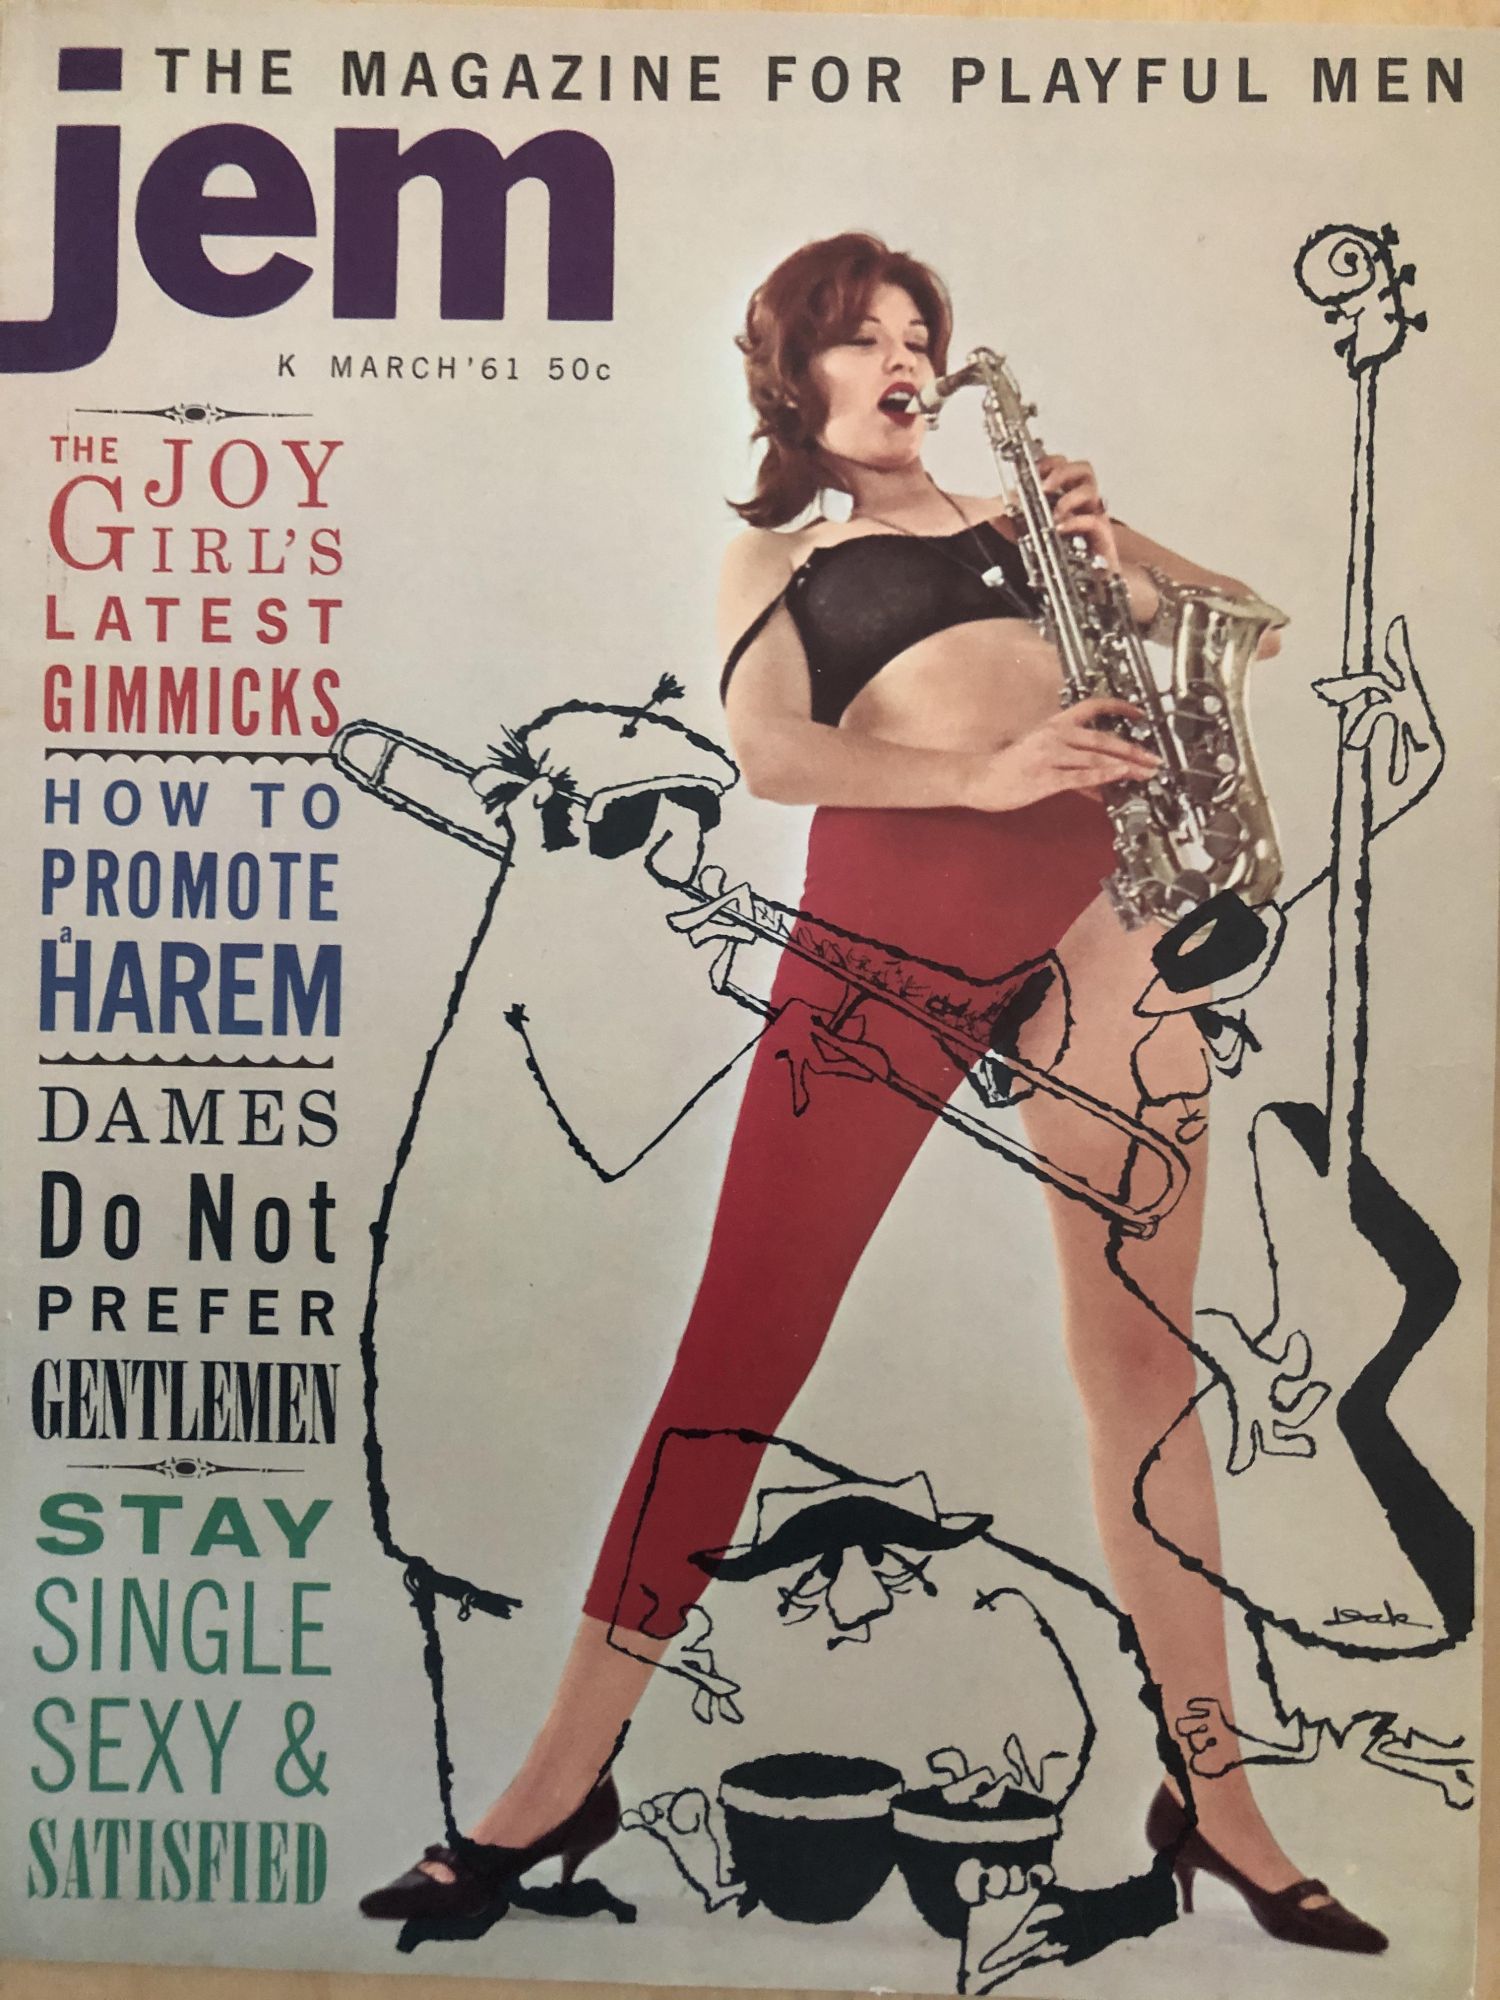 THE MAGAZINE FOR PLAYFUL MEN
jem
K MARCH'61 50c
THE JOY
GIRL'S
LATEST
GIMMICKS
HOW TO
PROMOTE
a
HAREM
DAMES
Do Not
PREFER
GENTLEMEN
STAY
SINGLE
SEXY &
SATISFIED